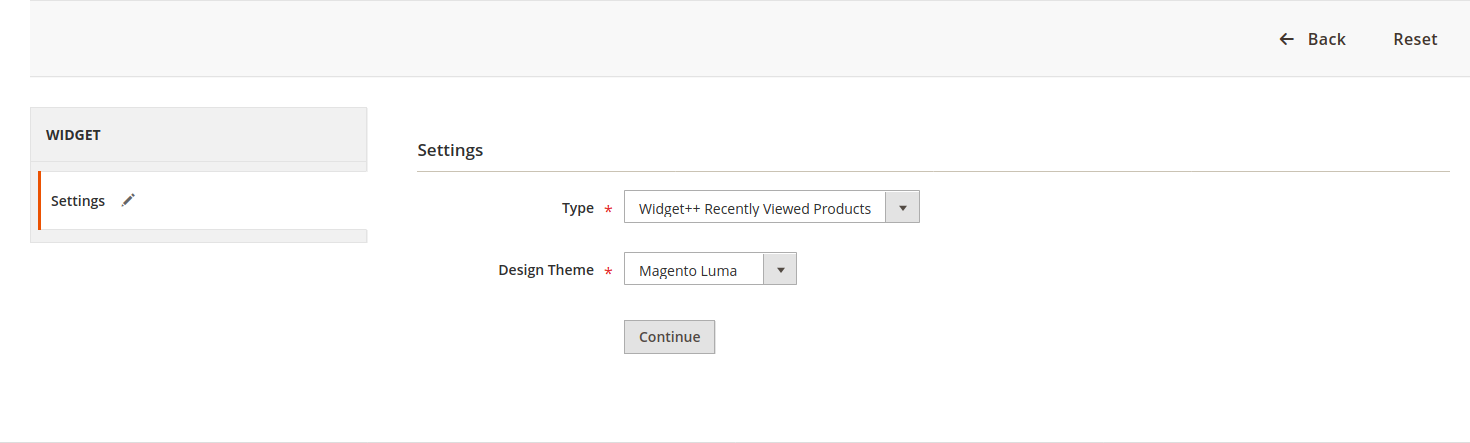 Back Reset
WIDGET
Settings
Settings
Type * Widget++ Recently Viewed Products
Design Theme * Magento Luma
Continue